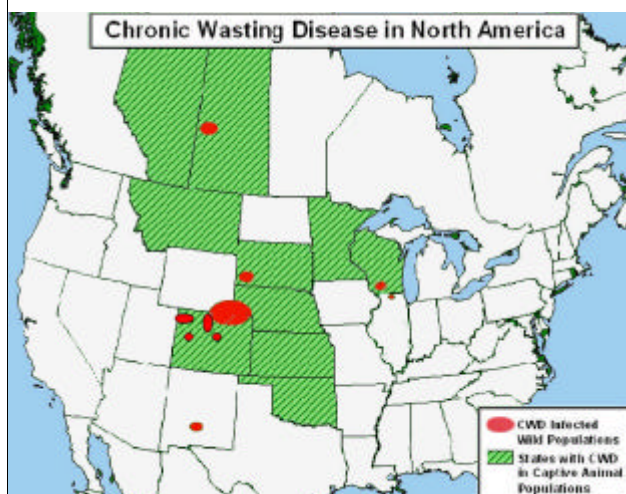 Chronic Wasting Disease in North America
CWD Infected
Wild Populations
States with CWD
in Captive Animal
Populations